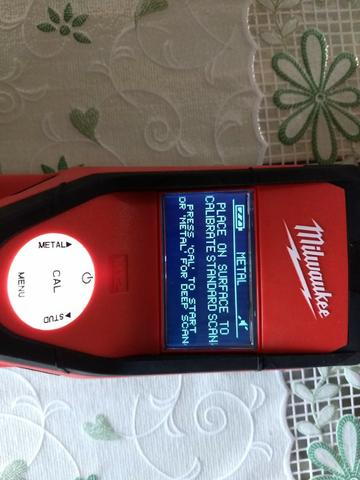 Milwaukee
METAL
PLACE ON SURFACE TO
CALIBRATE STANDARD SCAN
PRESS 'CAL' TO START
OR 'METAL' FOR DEEP SCAN
METAL▶
CAL
◀STUD
MENU